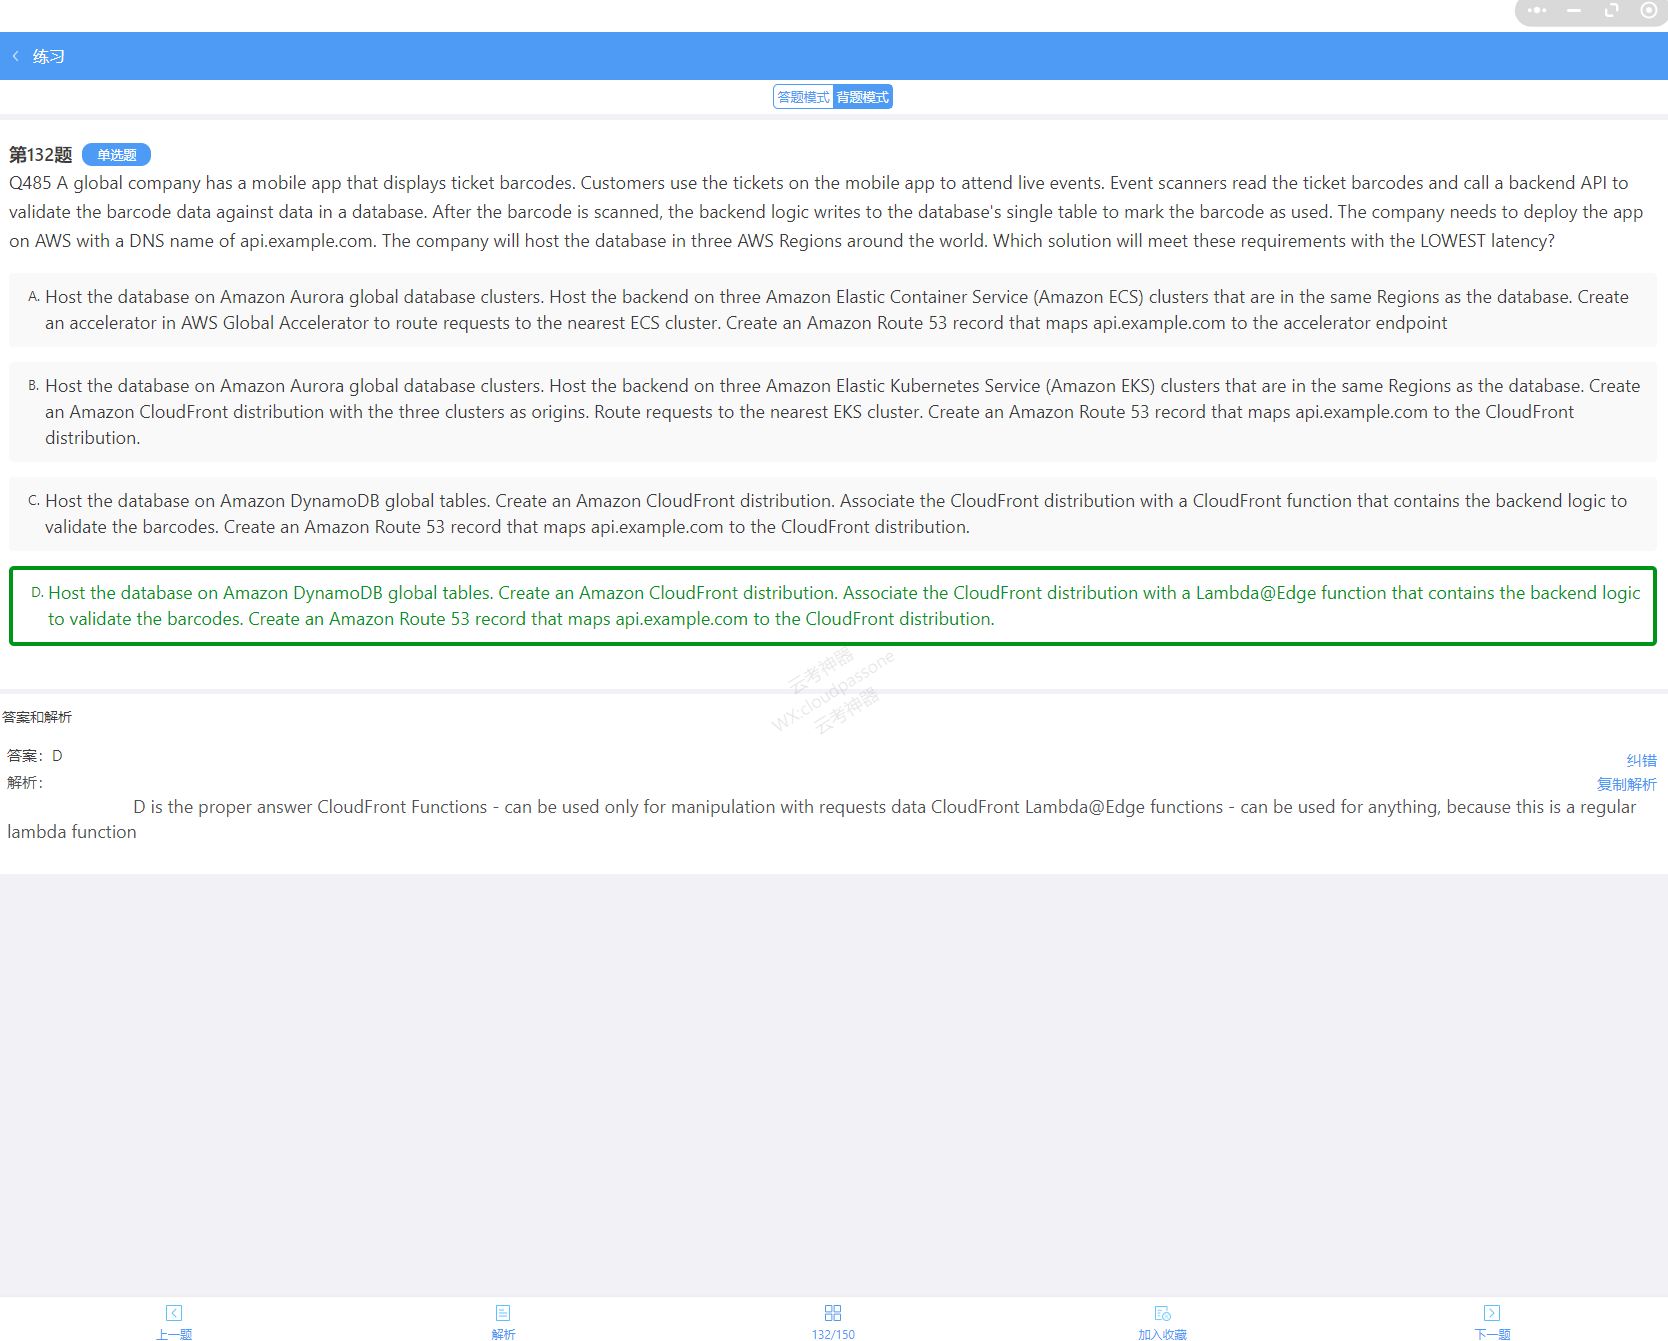 练习
答题模式 背题模式
第132题 单选题
Q485 A global company has a mobile app that displays ticket barcodes. Customers use the tickets on the mobile app to attend live events. Event scanners read the ticket barcodes and call a backend API to
validate the barcode data against data in a database. After the barcode is scanned, the backend logic writes to the database's single table to mark the barcode as used. The company needs to deploy the app
on AWS with a DNS name of api.example.com. The company will host the database in three AWS Regions around the world. Which solution will meet these requirements with the LOWEST latency?
A. Host the database on Amazon Aurora global database clusters. Host the backend on three Amazon Elastic Container Service (Amazon ECS) clusters that are in the same Regions as the database. Create
an accelerator in AWS Global Accelerator to route requests to the nearest ECS cluster. Create an Amazon Route 53 record that maps api.example.com to the accelerator endpoint
B. Host the database on Amazon Aurora global database clusters. Host the backend on three Amazon Elastic Kubernetes Service (Amazon EKS) clusters that are in the same Regions as the database. Create
an Amazon CloudFront distribution with the three clusters as origins. Route requests to the nearest EKS cluster. Create an Amazon Route 53 record that maps api.example.com to the CloudFront
distribution.
C. Host the database on Amazon DynamoDB global tables. Create an Amazon CloudFront distribution. Associate the CloudFront distribution with a CloudFront function that contains the backend logic to
validate the barcodes. Create an Amazon Route 53 record that maps api.example.com to the CloudFront distribution.
D. Host the database on Amazon DynamoDB global tables. Create an Amazon CloudFront distribution. Associate the CloudFront distribution with a Lambda@Edge function that contains the backend logic
to validate the barcodes. Create an Amazon Route 53 record that maps api.example.com to the CloudFront distribution.
云考神器
WX:cloudpassone
云考神器
答案和解析
答案：D
纠错
解析：
复制解析
D is the proper answer CloudFront Functions - can be used only for manipulation with requests data CloudFront Lambda@Edge functions - can be used for anything, because this is a regular
lambda function
上一题 解析 132/150 加入收藏 下一题